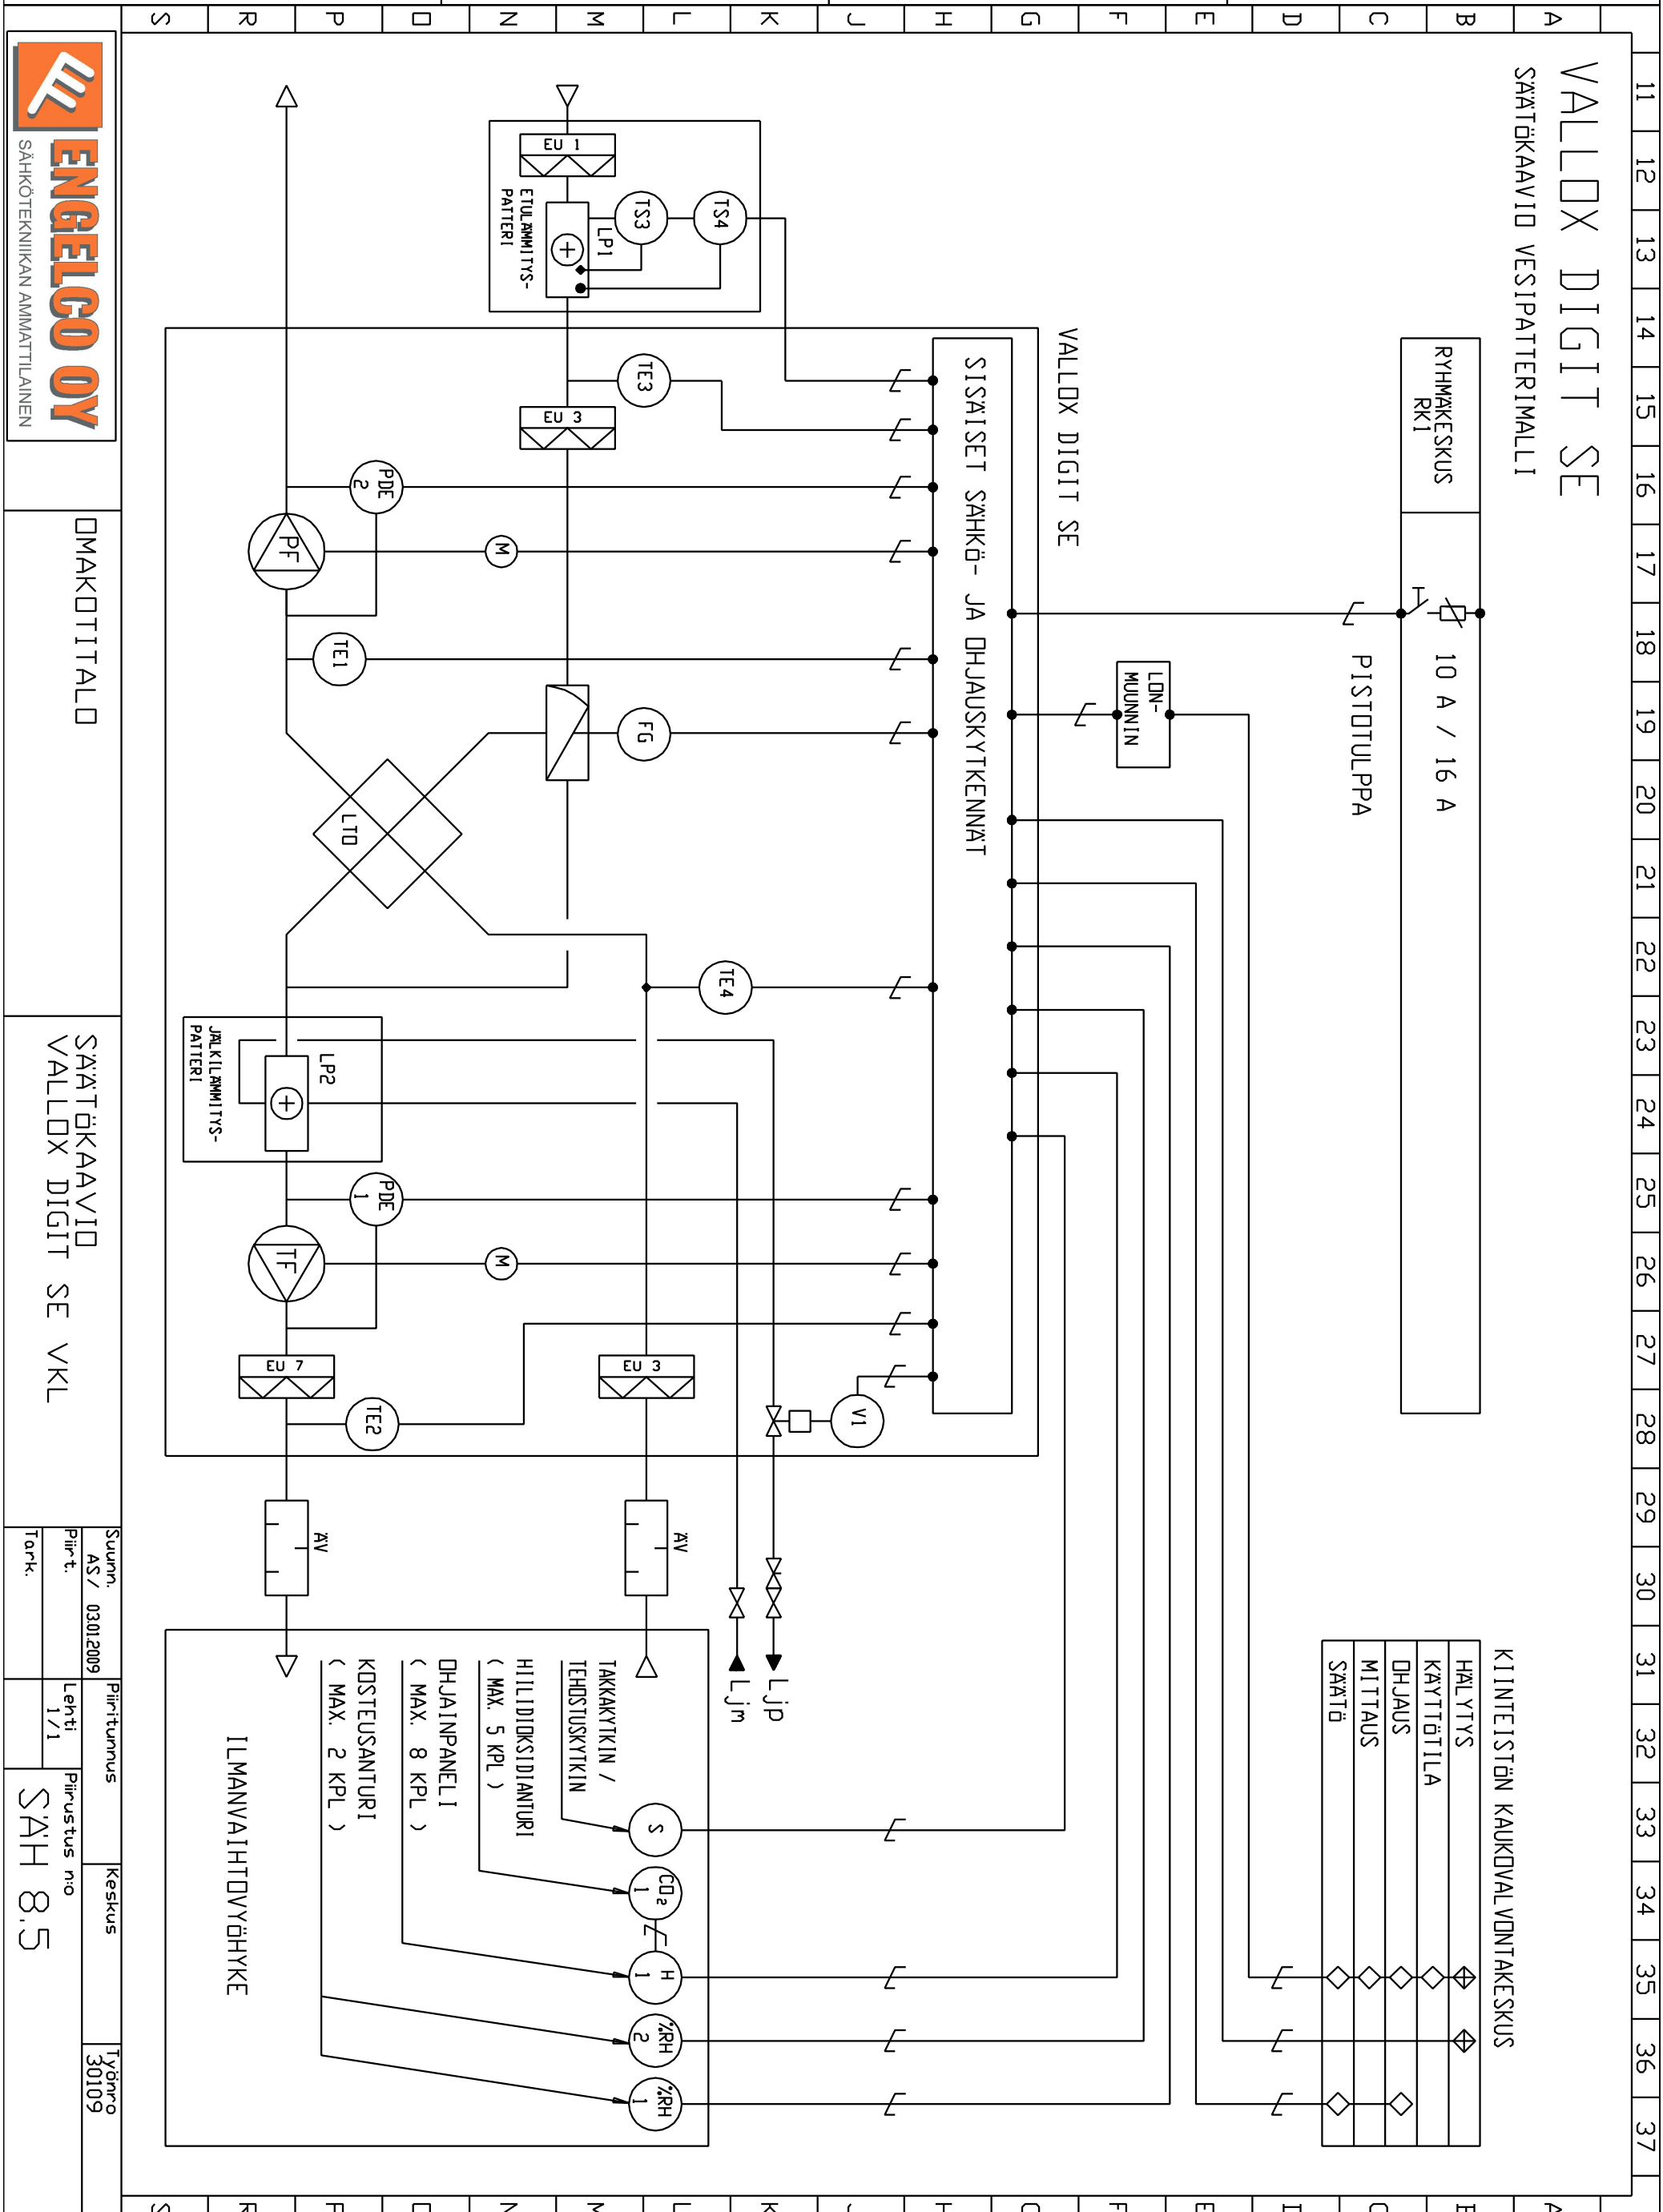 VALLOX DIGIT SE
SÄÄTÖKAAVIO VESIPATTERIMALLI
11 12 13 14 15 16 17 18 19 20 21 22 23 24 25 26 27 28 29 30 31 32 33 34 35 36 37
A
B
C
D
E
F
G
H
J
K
L
M
N
O
P
R
S
RYHMÄKESKUS
RK1
10 A / 16 A
PISTOTULPPA
KIINTEISTÖN KAUKOVALVONTAKESKUS
HÄLYTYS
KÄYTTÖTILA
OHJAUS
MITTAUS
SÄÄTÖ
LON-
MUUNNIN
VALLOX DIGIT SE
SISÄISET SÄHKÖ- JA OHJAUSKYTKENNÄT
TS4
TS3
LP1
EU 1
ETULÄMMITYS-
PATTERI
TE3
EU 3
PDE
2
PF
M
TE1
FG
LTO
TE4
LP2
JÄLKILÄMMITYS-
PATTERI
PDE
1
TF
M
EU 7
EU 3
TE2
V1
ÄV
ÄV
Ljp
Ljm
TAKKAKYTKIN /
TEHOSTUSKYTKIN
HIILIDIOKSIDIANTURI
( MAX. 5 KPL )
OHJAINPANELI
( MAX. 8 KPL )
KOSTEUSANTURI
( MAX. 2 KPL )
ILMANVAIHTOVYÖHYKE
S
CO₂
1
H
1
%RH
2
%RH
1
ENGELCO OY
SÄHKÖTEKNIIKAN AMMATTILAINEN
OMAKOTITALO
SÄÄTÖKAAVIO
VALLOX DIGIT SE VKL
Suunn.
AS/ 03.01.2009
Piirt.
Tark.
Piiritunnus
Lehti
1/1
Keskus
Piirustus n:o
SÄH 8.5
Työnro
30109
A
C
D
E
F
G
H
J
K
L
M
N
O
P
R
S